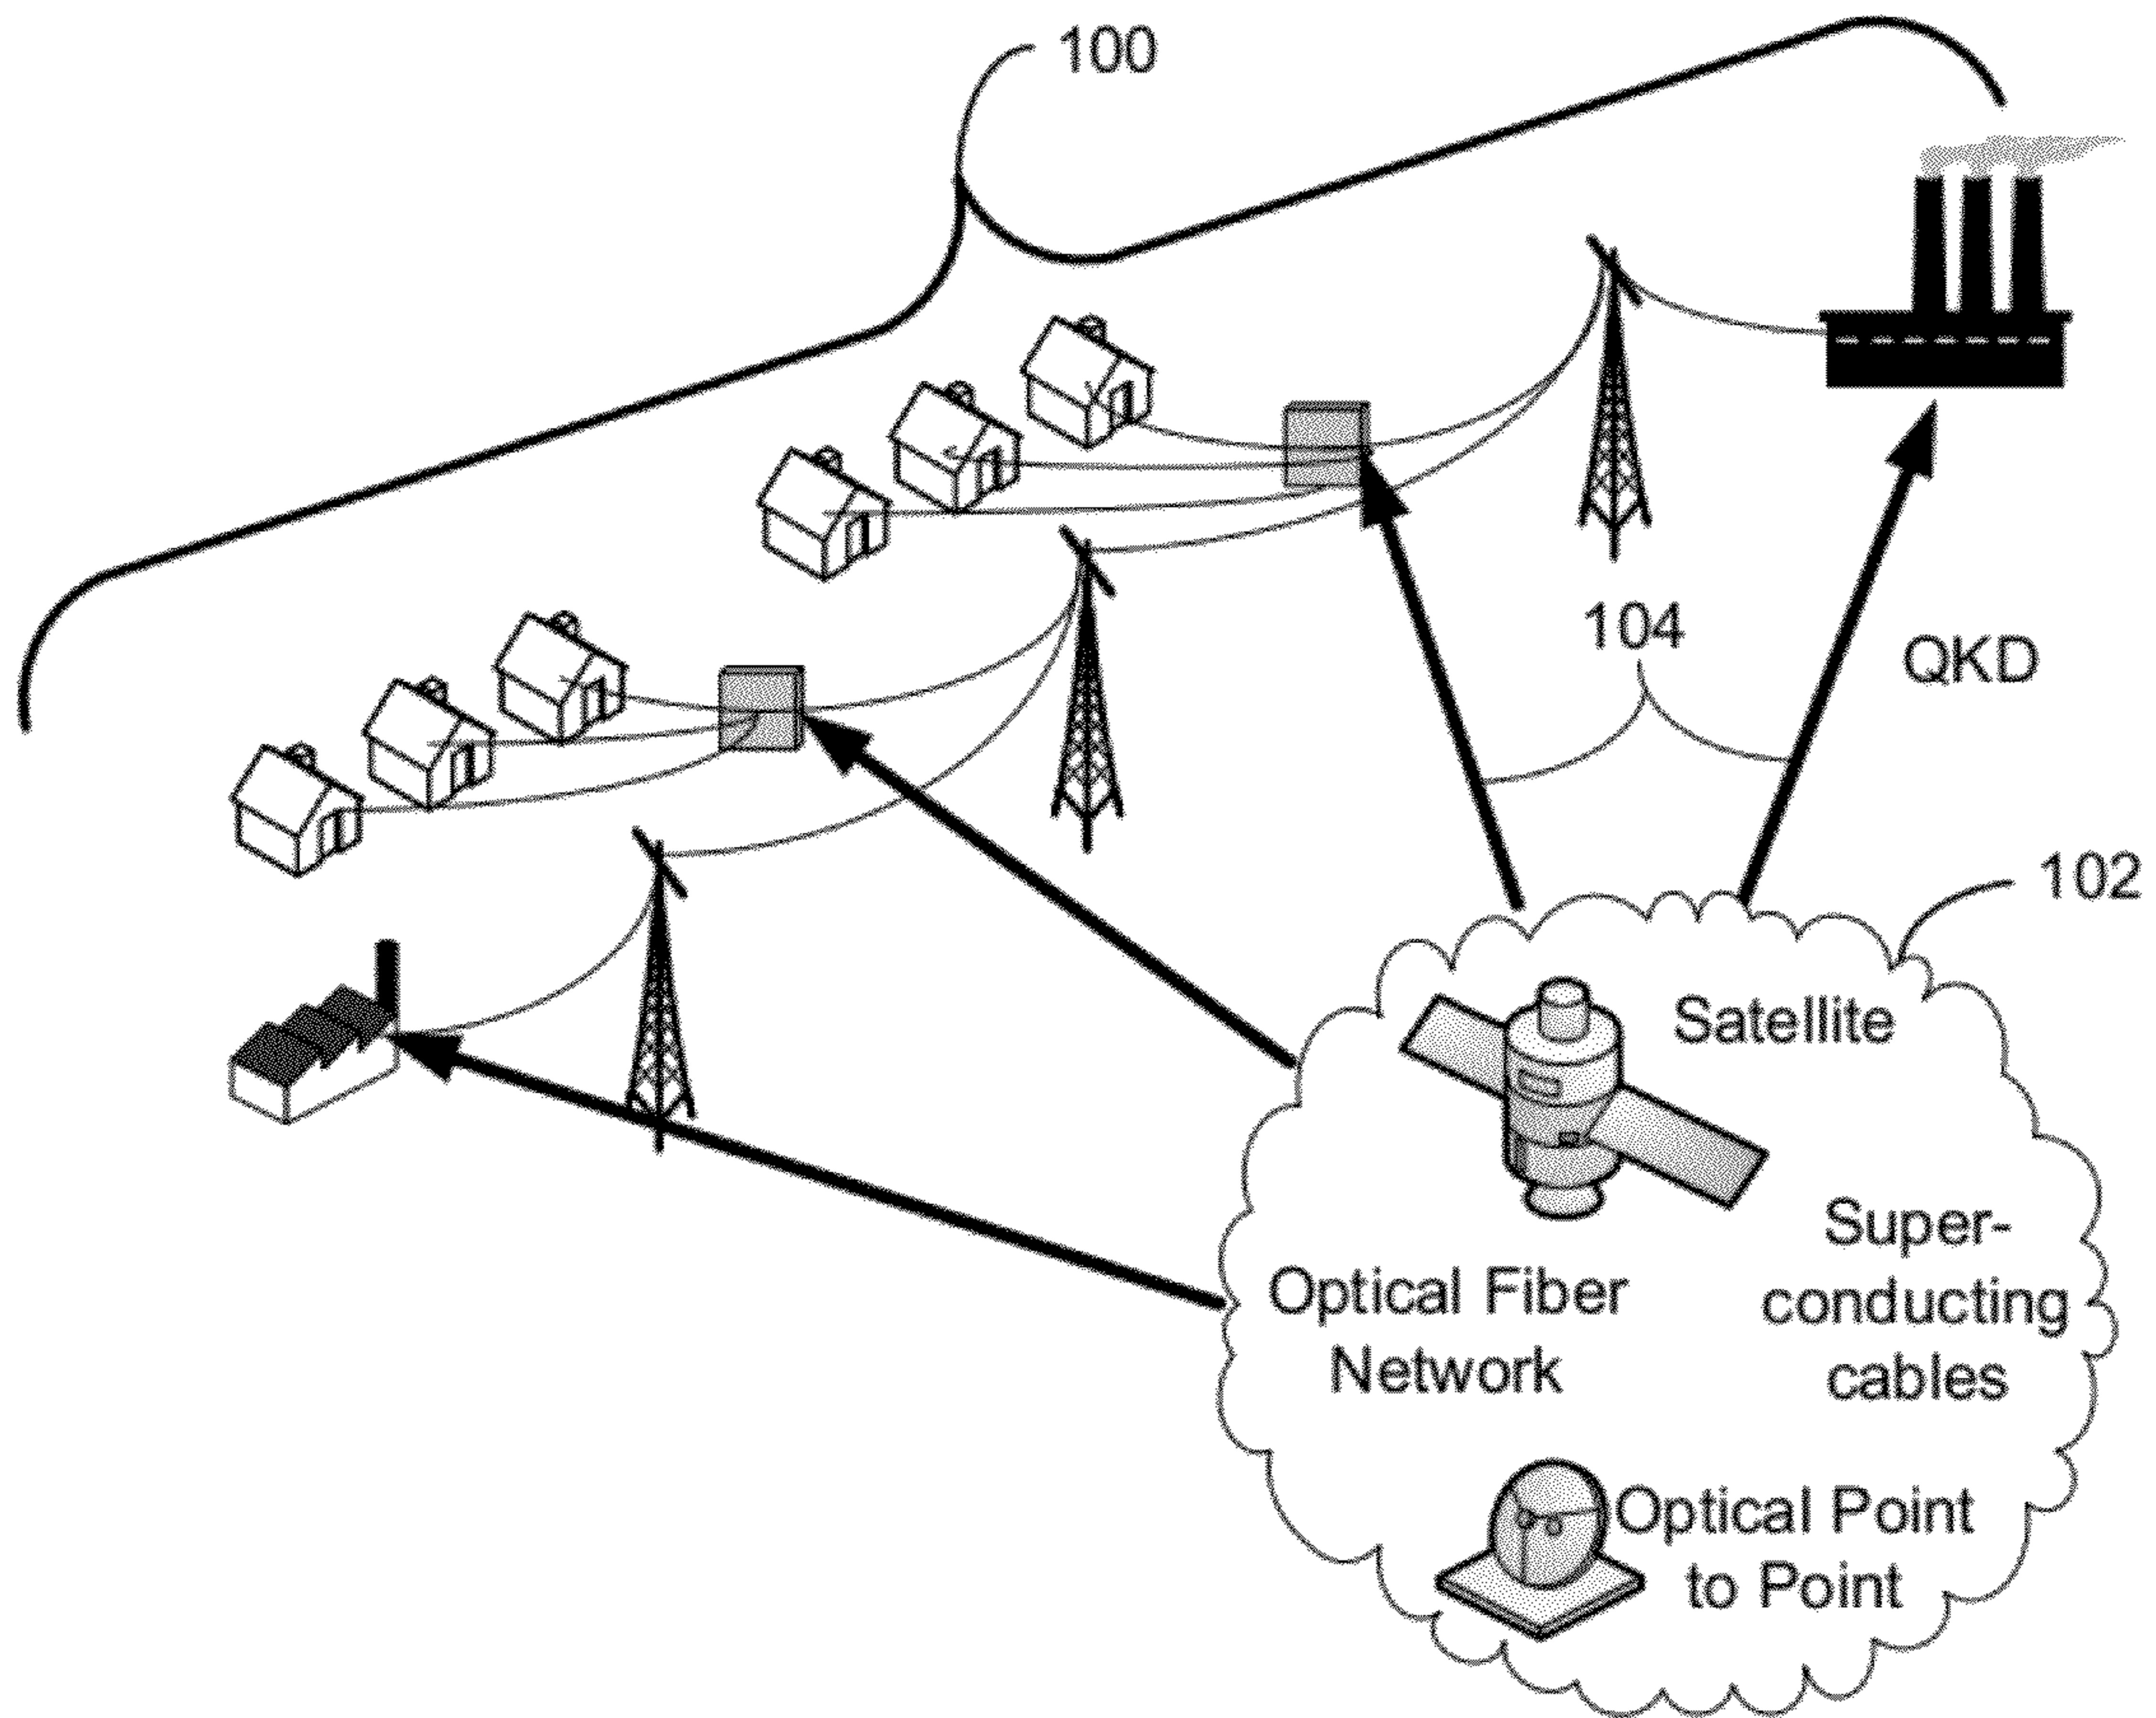 100
104
QKD
102
Satellite
Super-
conducting
cables
Optical Fiber
Network
Optical Point
to Point